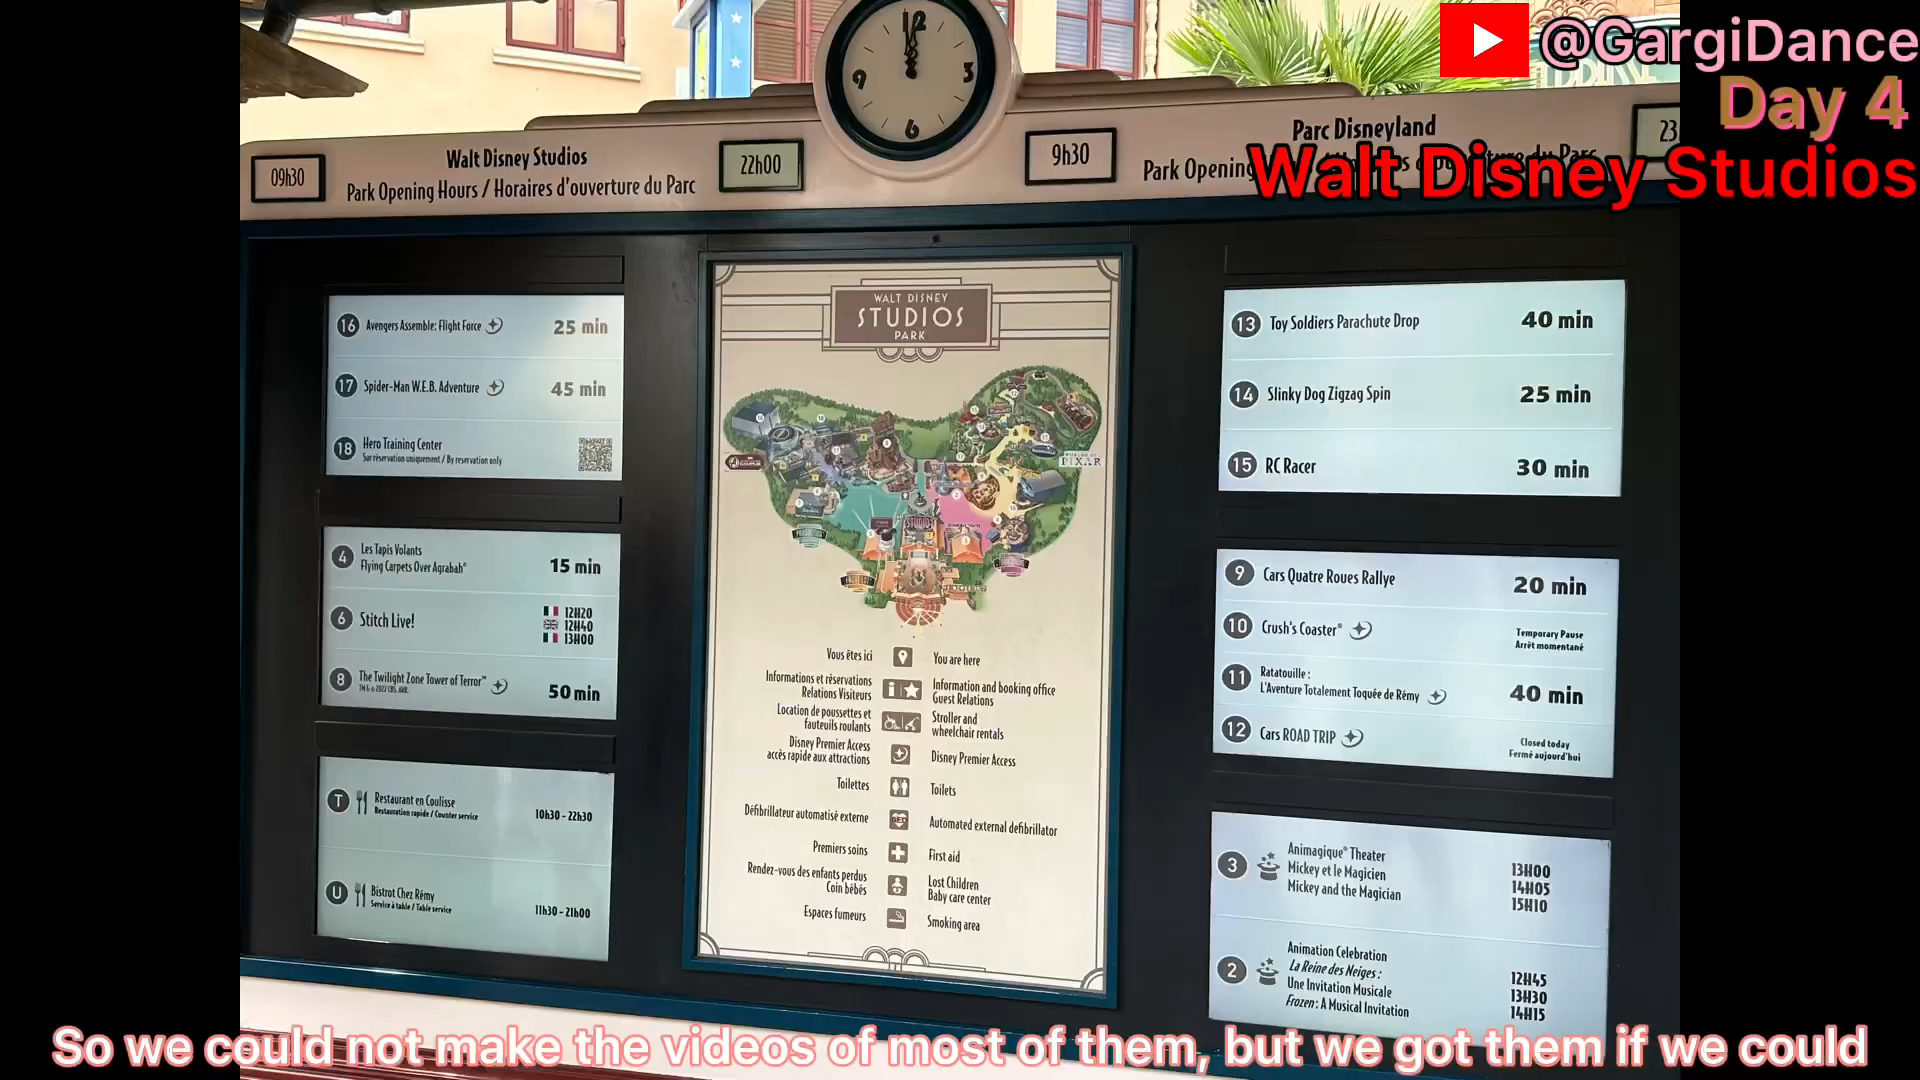 @GargiDance
Day 4
Walt Disney Studios
12
3
6
9
09h30
Walt Disney Studios
Park Opening Hours / Horaires d'ouverture du Parc
22h00
9h30
Parc Disneyland
Park Opening
du Parc
23
16 Avengers Assemble: Flight Force 25 min
17 Spider-Man W.E.B. Adventure 45 min
18 Hero Training Center
Sur réservation uniquement / By reservation only
4 Les Tapis Volants
Flying Carpets Over Agrabah® 15 min
6 Stitch Live!
12H20
12H40
13H00
8 The Twilight Zone Tower of Terror™ 50 min
T Restaurant en Coulisse
Restauration rapide / Counter service
10h30 - 22h30
U Bistrot Chez Rémy
Service à table / Table service
11h30 - 21h00
WALT DISNEY
STUDIOS
PARK
PIXAR
Vous êtes ici
You are here
Informations et réservations
Relations Visiteurs
Information and booking office
Guest Relations
Location de poussettes et
fauteuils roulants
Stroller and
wheelchair rentals
Disney Premier Access
accès rapide aux attractions
Disney Premier Access
Toilettes
Toilets
Défibrillateur automatisé externe
AED
Automated external defibrillator
Premiers soins
First aid
Rendez-vous des enfants perdus
Coin bébés
Lost Children
Baby care center
Espaces fumeurs
Smoking area
13 Toy Soldiers Parachute Drop 40 min
14 Slinky Dog Zigzag Spin 25 min
15 RC Racer 30 min
9 Cars Quatre Roues Rallye 20 min
10 Crush's Coaster®
Temporary Pause
Arrêt momentané
11 Ratatouille :
L'Aventure Totalement Toquée de Rémy 40 min
12 Cars ROAD TRIP
Closed today
Fermé aujourd'hui
3 Animagique® Theater
Mickey et le Magicien
Mickey and the Magician
13H00
14H05
15H10
2 Animation Celebration
La Reine des Neiges :
Une Invitation Musicale
Frozen : A Musical Invitation
12H45
13H30
14H15
So we could not make the videos of most of them, but we got them if we could